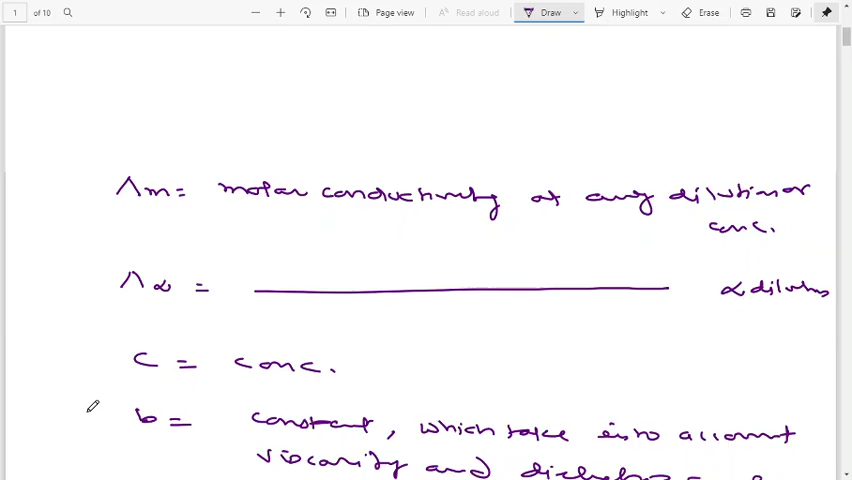 1 of 10 Page view Read aloud Draw Highlight Erase
Λm = molar conductivity at any dilution or
conc.
Λ∝ = ———— ∝ dilution
c = conc.
b = constant, which take into account
viscosity and